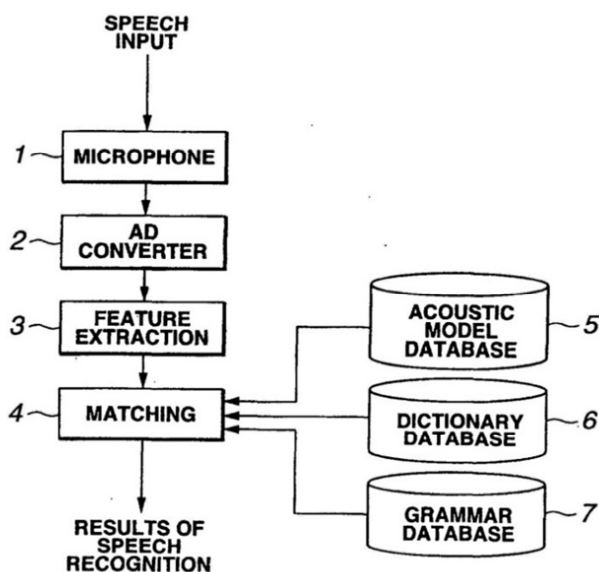 SPEECH
INPUT
1
MICROPHONE
2
AD
CONVERTER
3
FEATURE
EXTRACTION
4
MATCHING
ACOUSTIC
MODEL
DATABASE
5
DICTIONARY
DATABASE
6
GRAMMAR
DATABASE
7
RESULTS OF
SPEECH
RECOGNITION